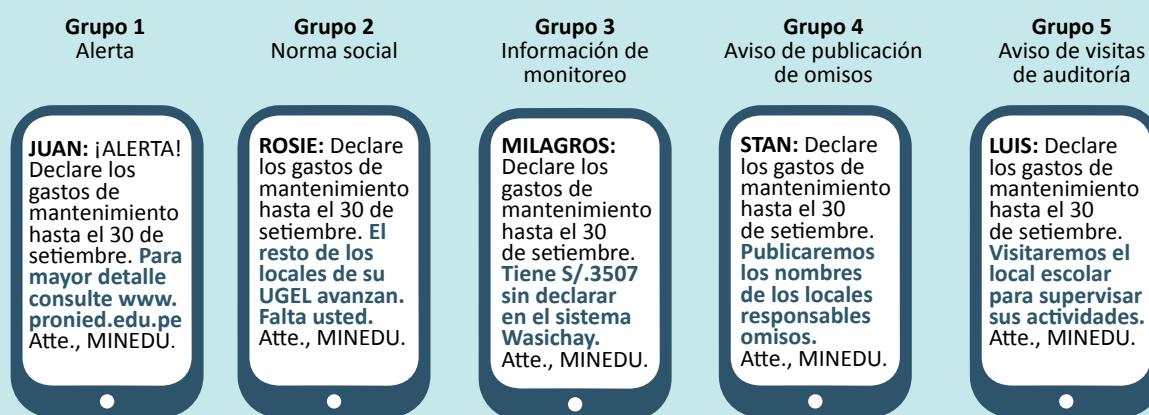 Grupo 1
Alerta
JUAN: ¡ALERTA!
Declare los
gastos de
mantenimiento
hasta el 30 de
setiembre. Para
mayor detalle
consulte www.
pronied.edu.pe
Atte., MINEDU.
Grupo 2
Norma social
ROSIE: Declare
los gastos de
mantenimiento
hasta el 30 de
setiembre. El
resto de los
locales de su
UGEL avanzan.
Falta usted.
Atte., MINEDU.
Grupo 3
Información de
monitoreo
MILAGROS:
Declare los
gastos de
mantenimiento
hasta el 30
de setiembre.
Tiene S/.3507
sin declarar
en el sistema
Wasichay.
Atte., MINEDU.
Grupo 4
Aviso de publicación
de omisos
STAN: Declare
los gastos de
mantenimiento
hasta el 30
de setiembre.
Publicaremos
los nombres
de los locales
responsables
omisos.
Atte., MINEDU.
Grupo 5
Aviso de visitas
de auditoría
LUIS: Declare
los gastos de
mantenimiento
hasta el 30
de setiembre.
Visitaremos el
local escolar
para supervisar
sus actividades.
Atte., MINEDU.